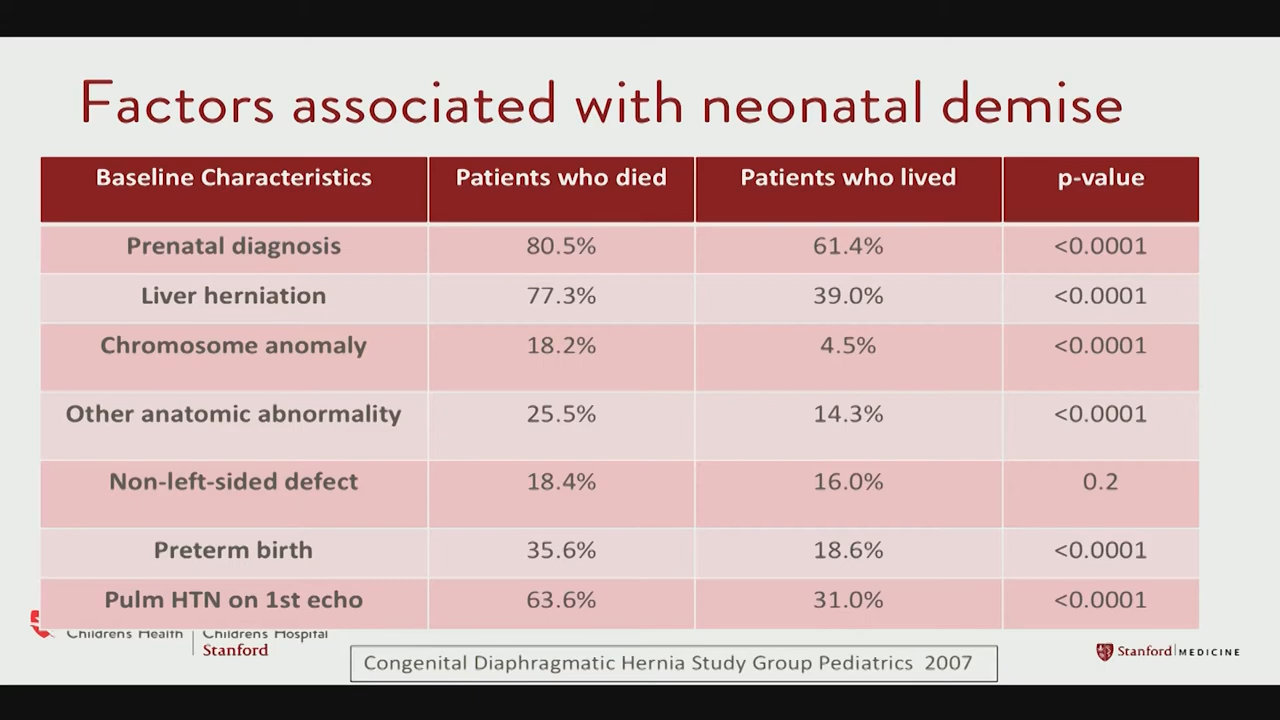 Factors associated with neonatal demise
Baseline Characteristics Patients who died Patients who lived p-value
Prenatal diagnosis 80.5% 61.4% <0.0001
Liver herniation 77.3% 39.0% <0.0001
Chromosome anomaly 18.2% 4.5% <0.0001
Other anatomic abnormality 25.5% 14.3% <0.0001
Non-left-sided defect 18.4% 16.0% 0.2
Preterm birth 35.6% 18.6% <0.0001
Pulm HTN on 1st echo 63.6% 31.0% <0.0001
Children's Health Children's Hospital
Stanford
Stanford MEDICINE
Congenital Diaphragmatic Hernia Study Group Pediatrics 2007